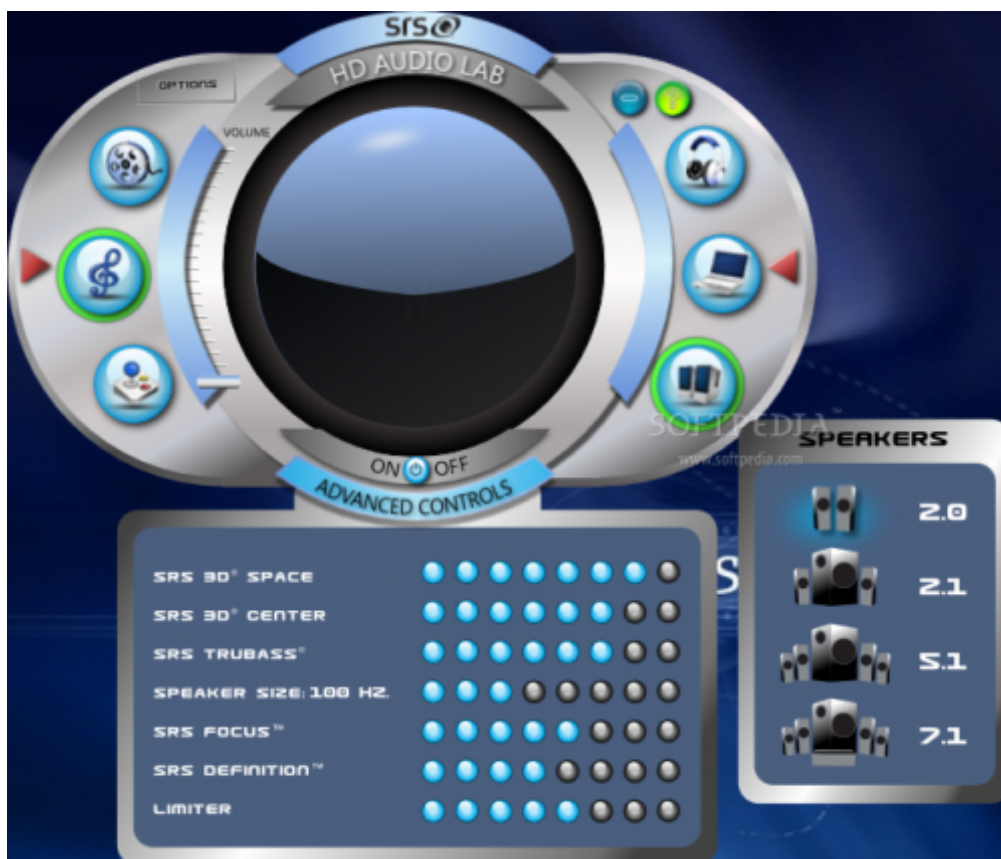 SRS
HD AUDIO LAB
OPTIONS
VOLUME
ON OFF
ADVANCED CONTROLS
SOFTPEDIA™
www.softpedia.com
SPEAKERS
2.0
2.1
5.1
7.1
SRS 3D® SPACE
SRS 3D® CENTER
SRS TRUBASS®
SPEAKER SIZE: 100 HZ.
SRS FOCUS™
SRS DEFINITION™
LIMITER
S